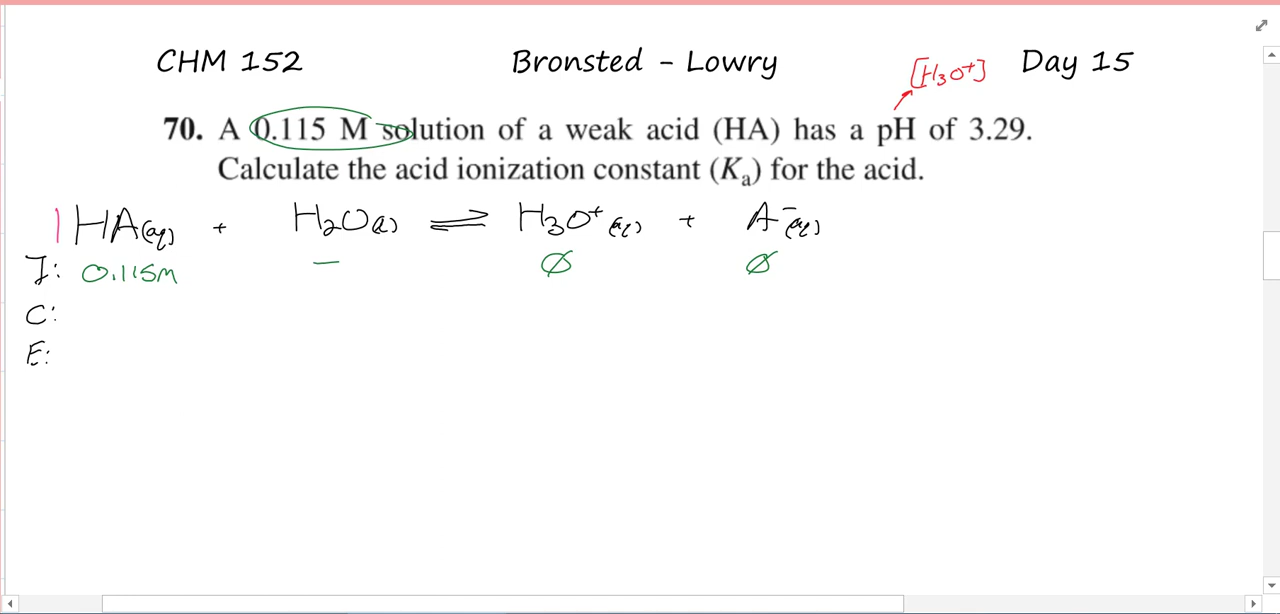 CHM 152 Bronsted - Lowry Day 15
[H₃O⁺]
70. A 0.115 M solution of a weak acid (HA) has a pH of 3.29.
Calculate the acid ionization constant (Kₐ) for the acid.
1 HA(aq) + H₂O(l) ⇌ H₃O⁺(aq) + A⁻(aq)
I: 0.115M — ∅ ∅
C:
E: